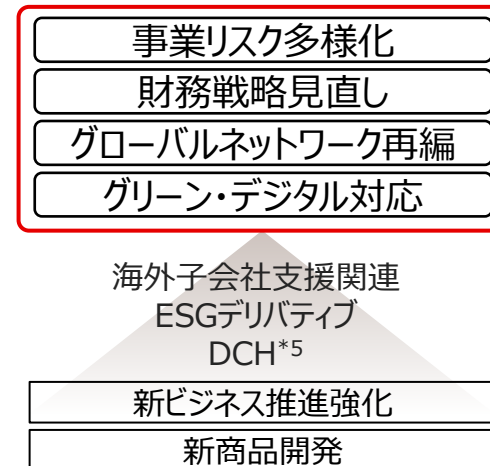 事業リスク多様化
財務戦略見直し
グローバルネットワーク再編
グリーン・デジタル対応
海外子会社支援関連
ESGデリバティブ
DCH*5
新ビジネス推進強化
新商品開発